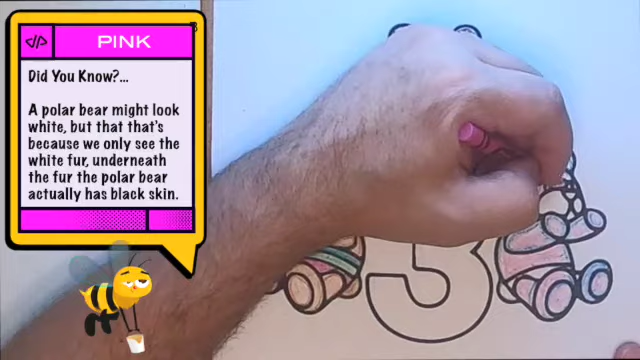 </> PINK
Did You Know?...
A polar bear might look
white, but that that's
because we only see the
white fur, underneath
the fur the polar bear
actually has black skin.
3